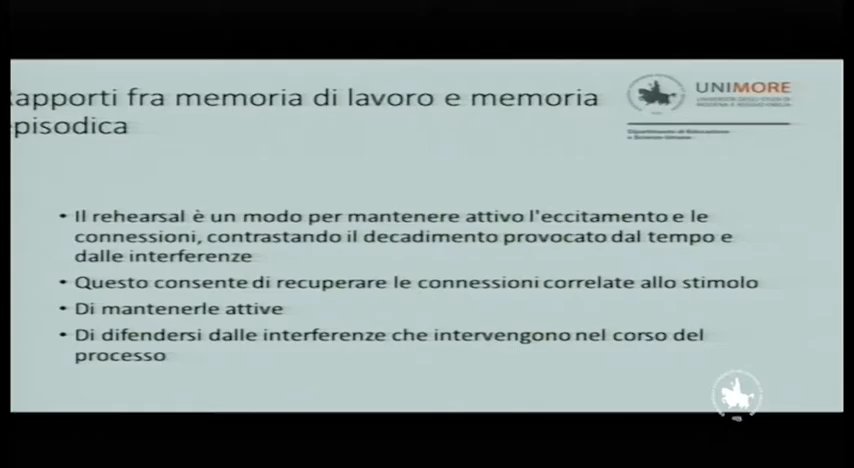 Rapporti fra memoria di lavoro e memoria
episodica
UNIMORE
UNIVERSITÀ DEGLI STUDI DI
MODENA E REGGIO EMILIA
Dipartimento di Educazione
e Scienze Umane
• Il rehearsal è un modo per mantenere attivo l'eccitamento e le
connessioni, contrastando il decadimento provocato dal tempo e
dalle interferenze
• Questo consente di recuperare le connessioni correlate allo stimolo
• Di mantenerle attive
• Di difendersi dalle interferenze che intervengono nel corso del
processo